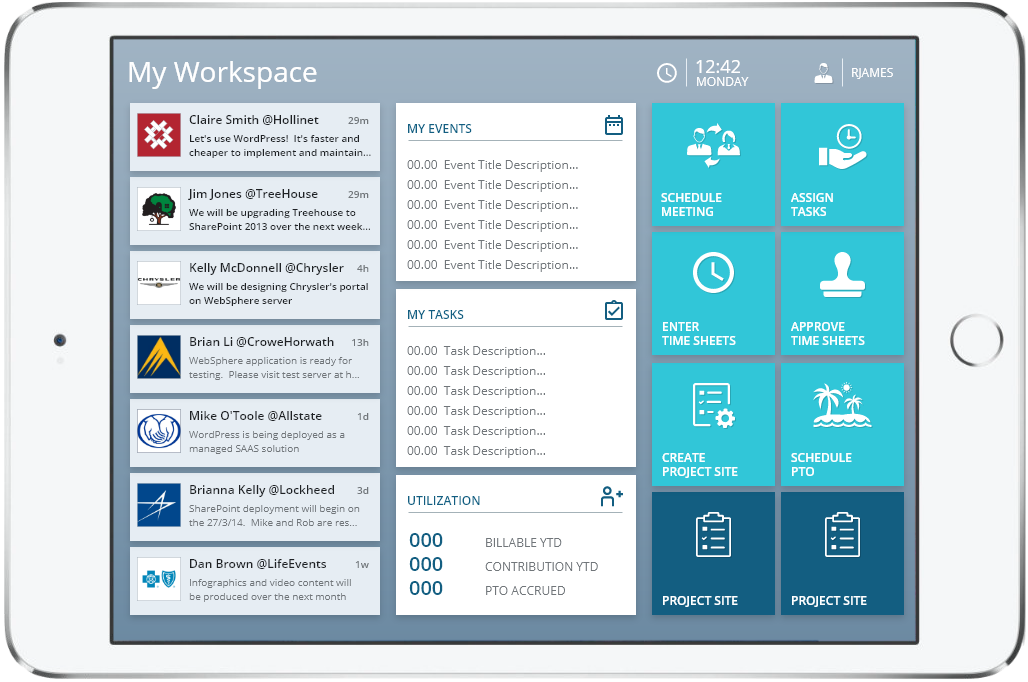 My Workspace
12:42
MONDAY
RJAMES
Claire Smith @Hollinet 29m
Let's use WordPress!  It's faster and
cheaper to implement and maintain...
Jim Jones @TreeHouse 29m
We will be upgrading Treehouse to
SharePoint 2013 over the next week...
Kelly McDonnell @Chrysler 4h
CHRYSLER
We will be designing Chrysler's portal
on WebSphere server
Brian Li @CroweHorwath 13h
WebSphere application is ready for
testing.  Please visit test server at h...
Mike O'Toole @Allstate 1d
WordPress is being deployed as a
managed SAAS solution
Brianna Kelly @Lockheed 3d
SharePoint deployment will begin on
the 27/3/14.  Mike and Rob are res...
Dan Brown @LifeEvents 1w
Infographics and video content will
be produced over the next month
MY EVENTS
00.00 Event Title Description...
00.00 Event Title Description...
00.00 Event Title Description...
00.00 Event Title Description...
00.00 Event Title Description...
00.00 Event Title Description...
MY TASKS
00.00 Task Description...
00.00 Task Description...
00.00 Task Description...
00.00 Task Description...
00.00 Task Description...
00.00 Task Description...
UTILIZATION
000 BILLABLE YTD
000 CONTRIBUTION YTD
000 PTO ACCRUED
SCHEDULE
MEETING
ASSIGN
TASKS
ENTER
TIME SHEETS
APPROVE
TIME SHEETS
CREATE
PROJECT SITE
SCHEDULE
PTO
PROJECT SITE
PROJECT SITE